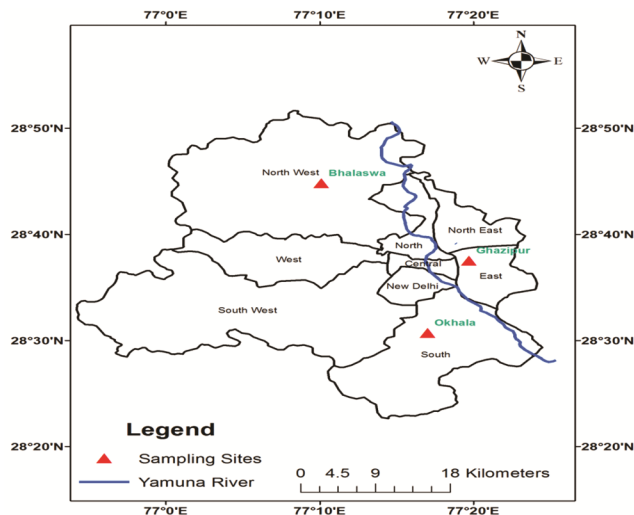 77°0'E 77°10'E 77°20'E
N
W E
S
28°50'N 28°50'N
North West Bhalaswa
North East
28°40'N 28°40'N
North
Ghazipur
West Central
East
New Delhi
South West
Okhala
28°30'N 28°30'N
South
Legend
Sampling Sites
Yamuna River
0 4.5 9 18 Kilometers
28°20'N 28°20'N
77°0'E 77°10'E 77°20'E